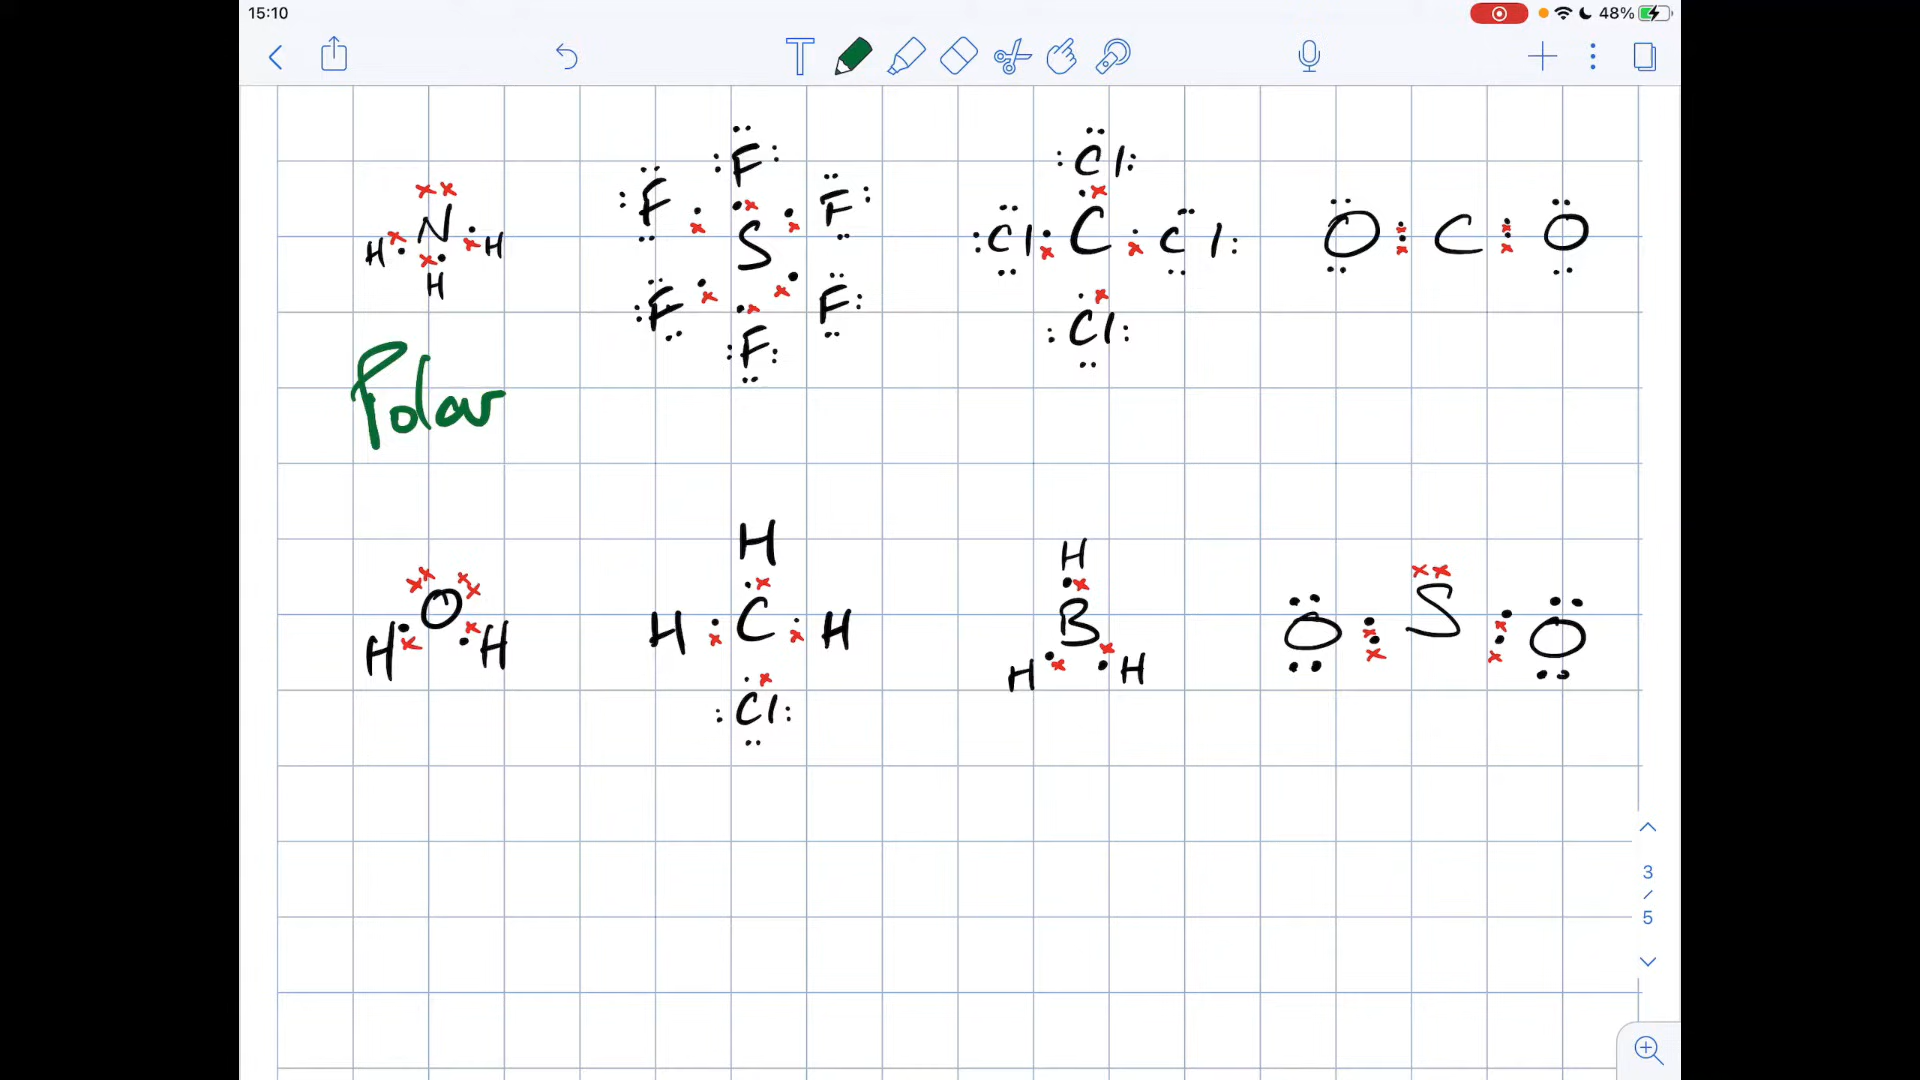 15:10
48%
T
F
Cl
F F
N S Cl C Cl O C O
H H
H
F F
Cl
F
Polar
H
H
O H C H B O S O
H H
H H
Cl
3
/
5